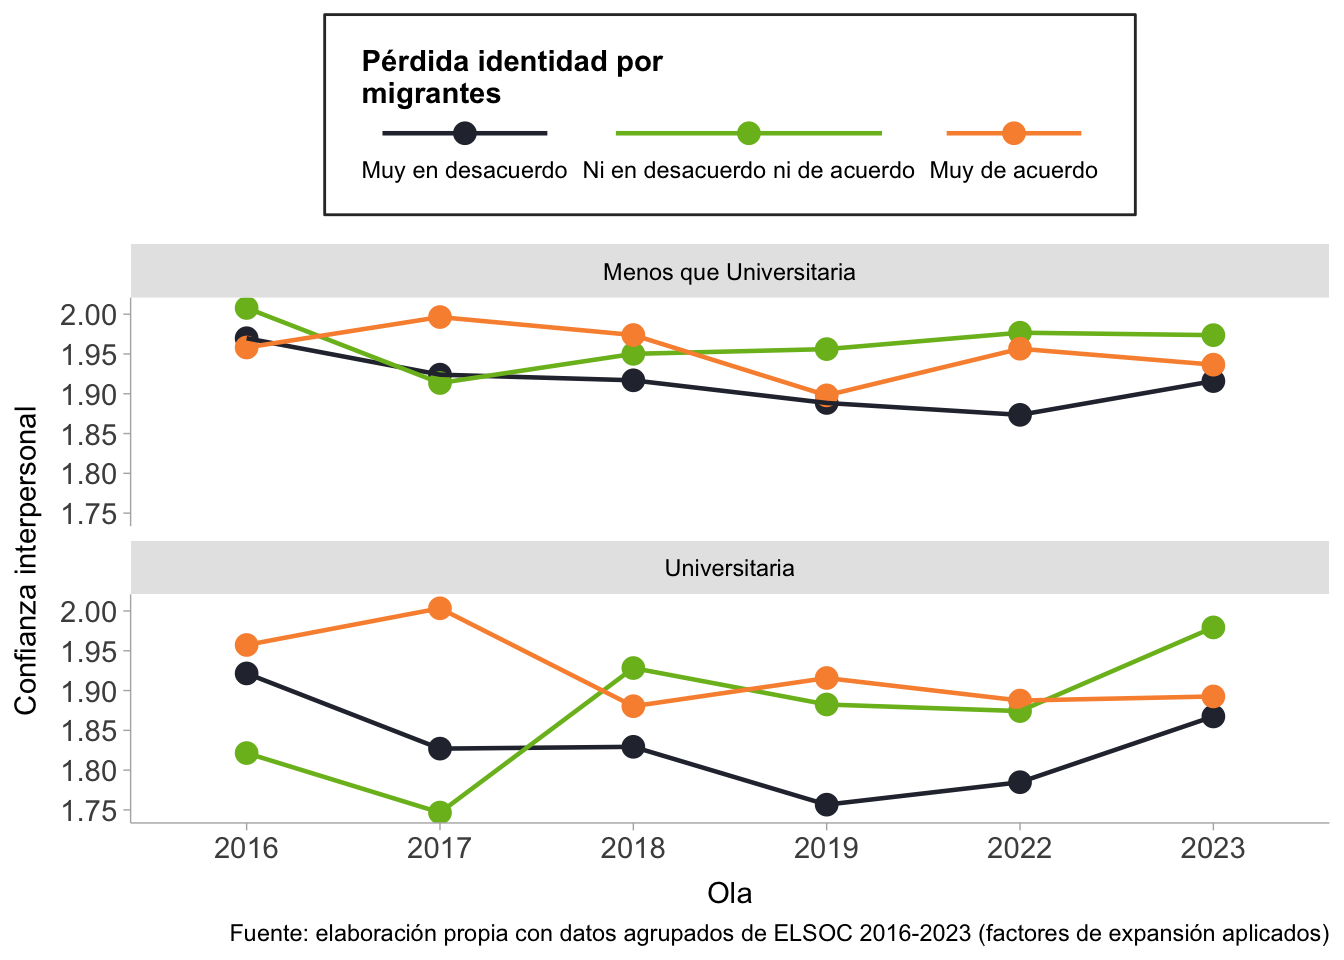 Pérdida identidad por
migrantes
Muy en desacuerdo Ni en desacuerdo ni de acuerdo Muy de acuerdo
Confianza interpersonal
Menos que Universitaria
2.00
1.95
1.90
1.85
1.80
1.75
Universitaria
2.00
1.95
1.90
1.85
1.80
1.75
2016 2017 2018 2019 2022 2023
Ola
Fuente: elaboración propia con datos agrupados de ELSOC 2016-2023 (factores de expansión aplicados)